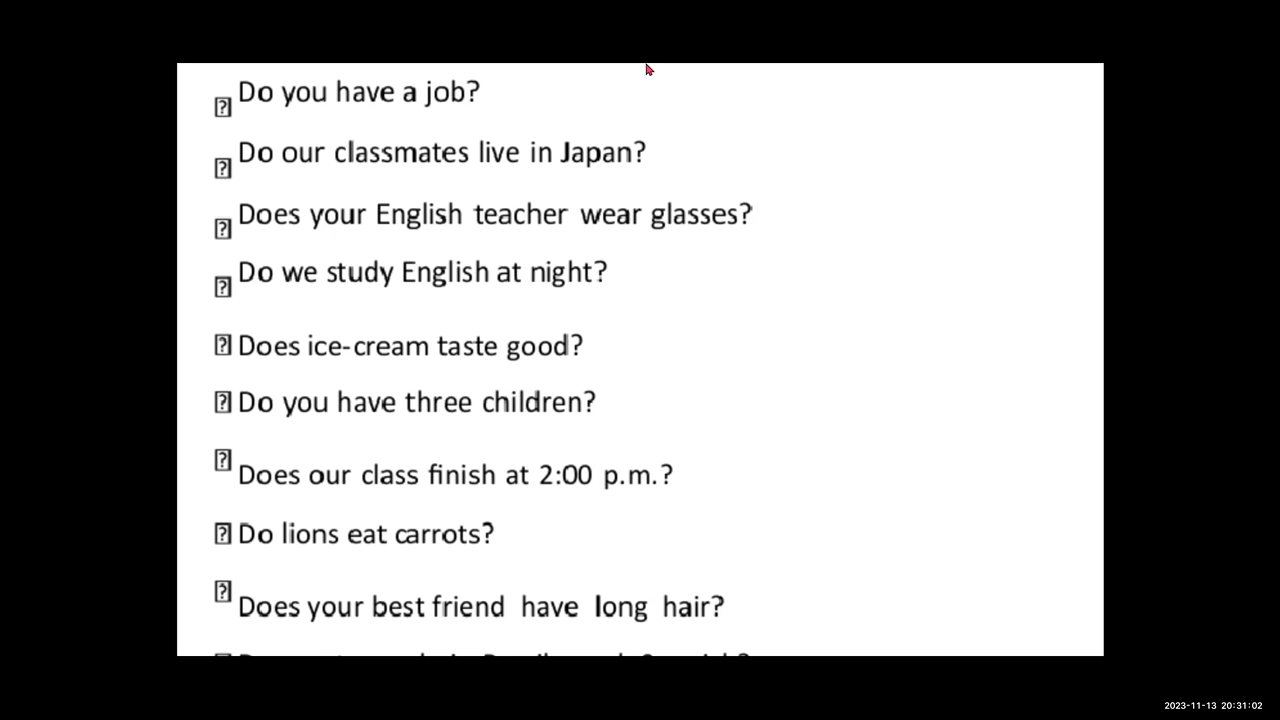 Do you have a job?
Do our classmates live in Japan?
Does your English teacher wear glasses?
Do we study English at night?
Does ice-cream taste good?
Do you have three children?
Does our class finish at 2:00 p.m.?
Do lions eat carrots?
Does your best friend have long hair?
2023-11-13 20:31:02